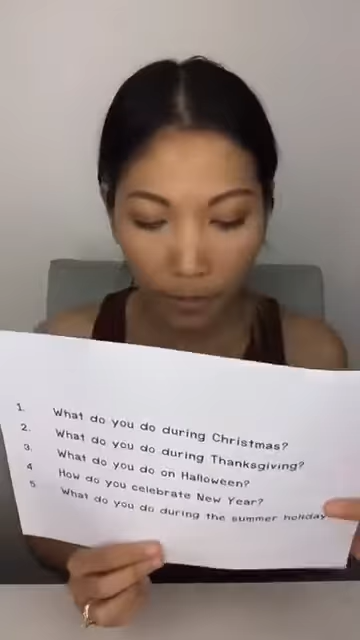 1. What do you do during Christmas?
2. What do you do during Thanksgiving?
3. What do you do on Halloween?
4 How do you celebrate New Year?
5. What do you do during the summer holiday